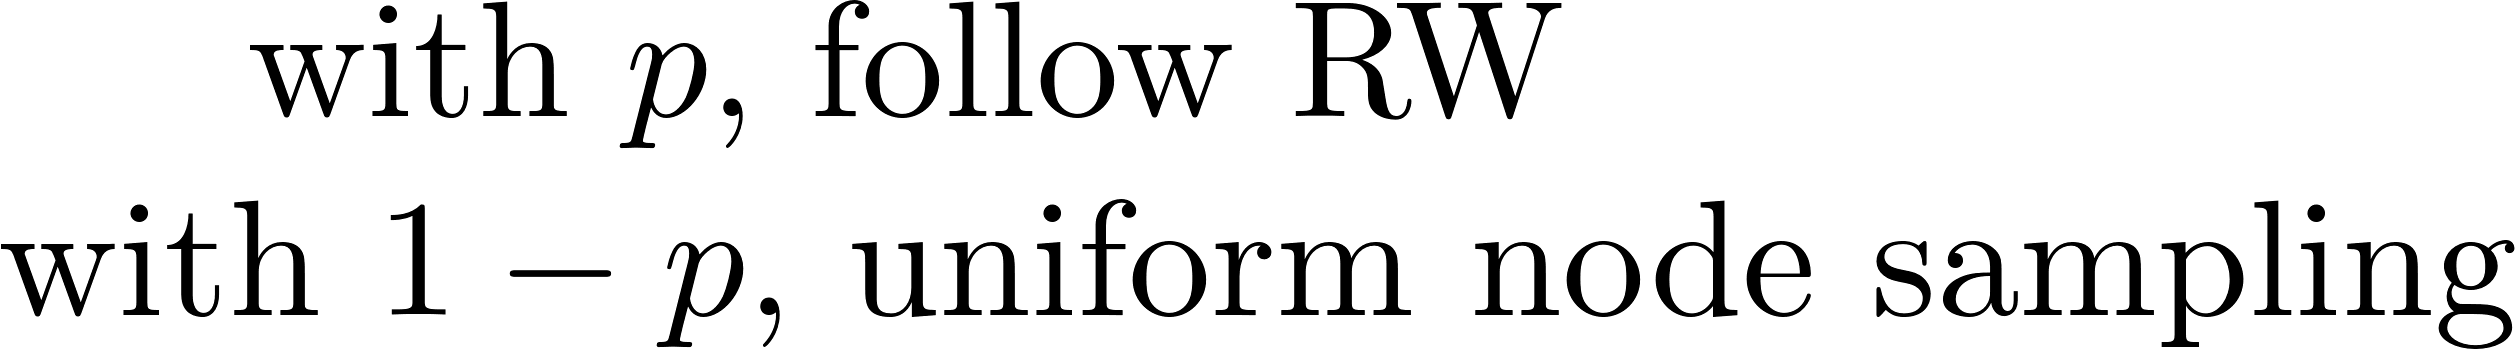 with p, follow RW
with 1 − p, uniform node sampling